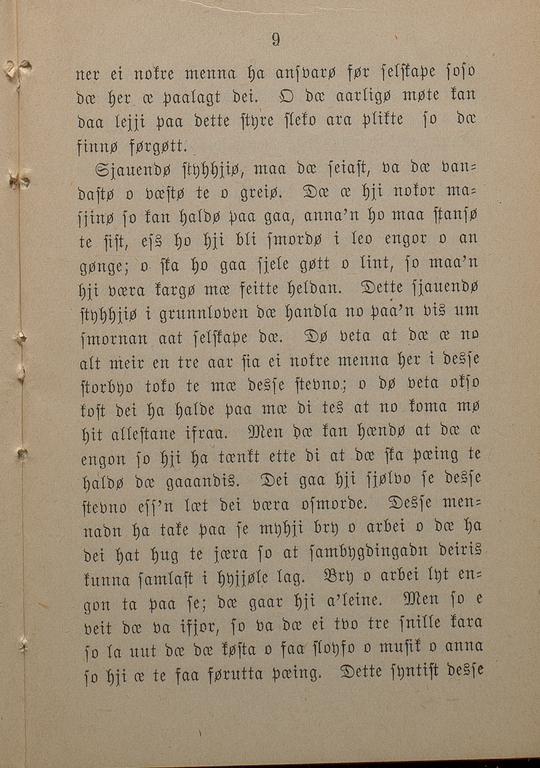 9
ner ei nokre menna ha ansvarø før selskape soso
dæ her æ paalagt dei. O dæ aarligø møte kan
daa lejji paa dette styre sleko ara plikte so dæ
finnø førgøtt.
Sjauendø styhhjiø, maa dæ seiast, va dæ van-
dastø o væstø te o greiø. Dæ æ hji nokor ma-
sjinø so kan haldø paa gaa, anna'n ho maa stansø
te sist, ess ho hji bli smordø i leo engor o an
gønge; o ska ho gaa sjele gøtt o lint, so maa'n
hji væra kargø mæ feitte heldan. Dette sjauendø
styhhjiø i grunnloven dæ handla no paa'n vis um
smornan aat selskape dæ. Dø veta at dæ æ no
alt meir en tre aar sia ei nokre menna her i desse
storbyo toko te mæ desse stevno; o dø veta okso
kost dei ha halde paa mæ di tes at no koma mø
hit allestane ifraa. Men dæ kan hændø at dæ æ
engon so hji ha tænkt ette di at dæ ska pæing te
haldø dæ gaaandis. Dei gaa hji sjølvo se desse
stevno ess'n læt dei væra osmorde. Desse men-
nadn ha take paa se myhji bry o arbei o dæ ha
dei hat hug te jæra so at sambygdingadn deiris
kunna samlast i hyjjøle lag. Bry o arbei lyt en-
gon ta paa se; dæ gaar hji a'leine. Men so e
veit dæ va ifjor, so va dæ ei tvo tre snille kara
so la uut dæ dæ køsta o faa sloyfo o musik o anna
so hji æ te faa førutta pæing. Dette syntist desse